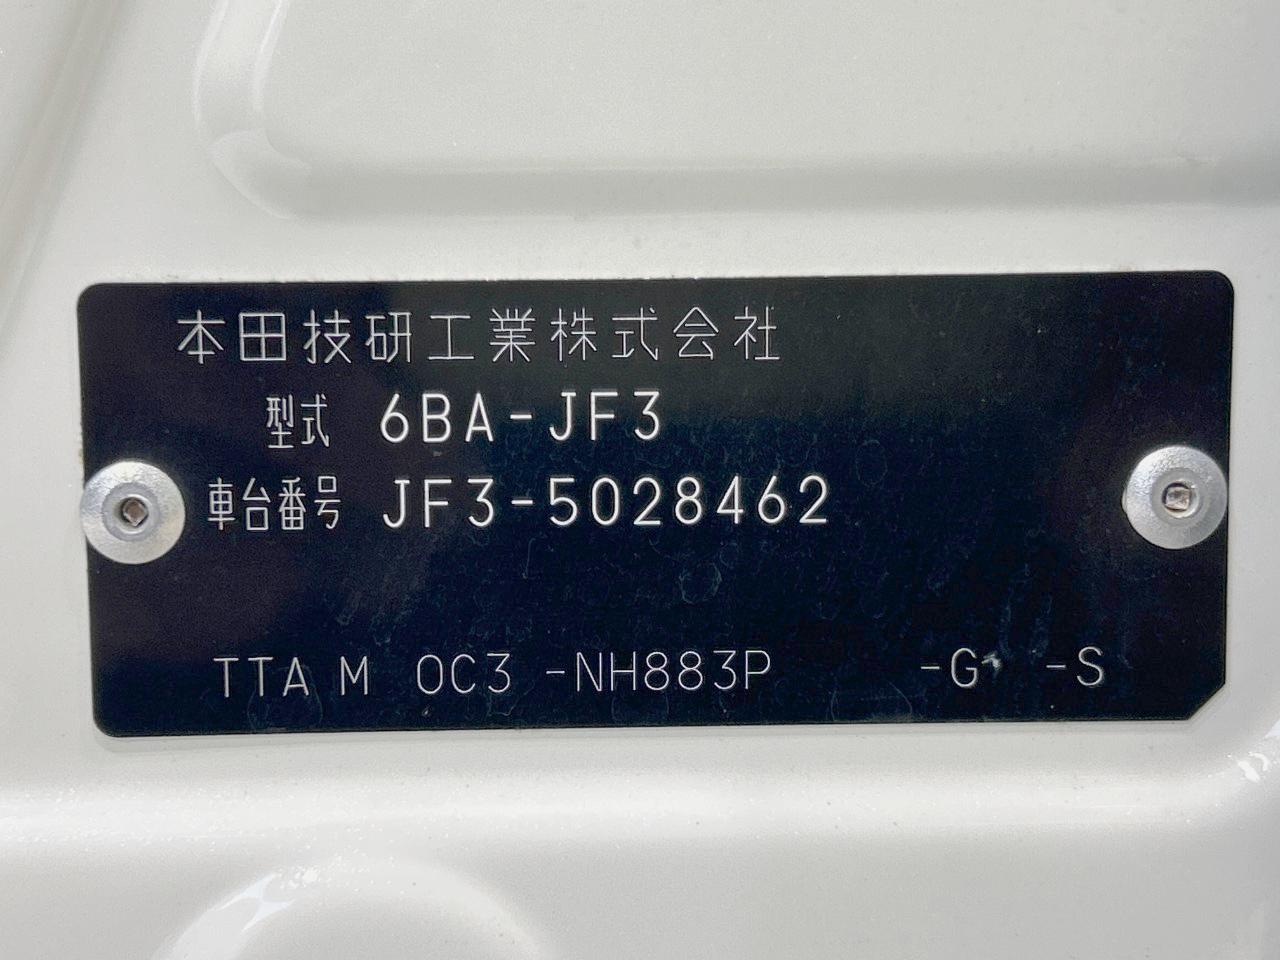 本田技研工業株式会社
型式 6BA-JF3
車台番号 JF3-5028462
TTA M 0C3 -NH883P -G -S